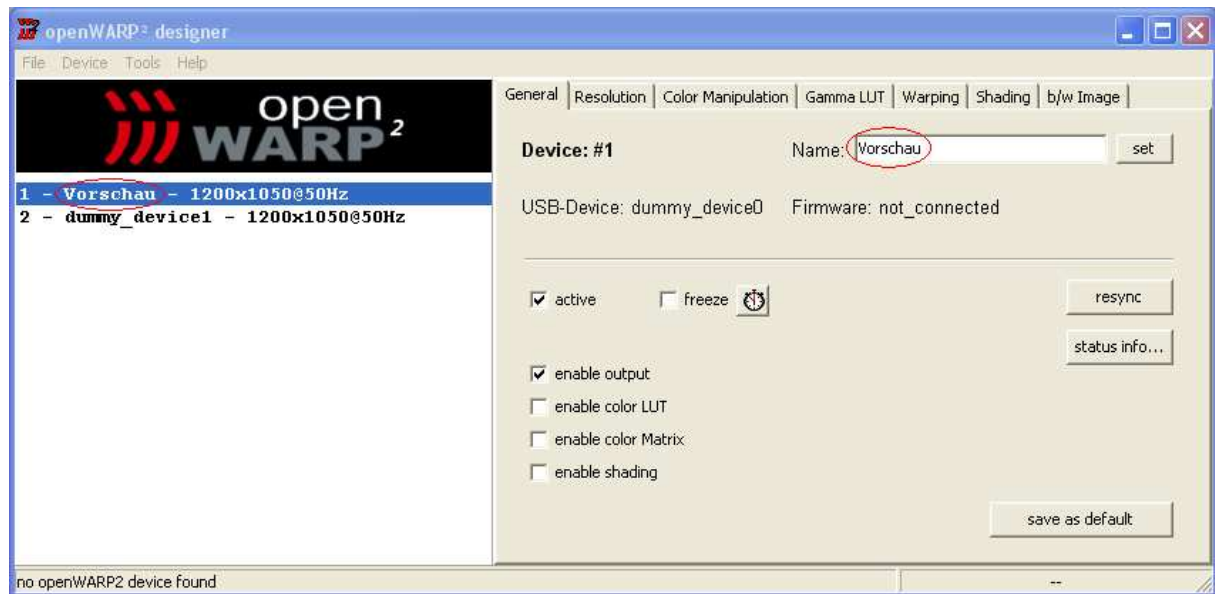 openWARP² designer
File Device Tools Help
open
WARP²
1 - Vorschau - 1200x1050@50Hz
2 - dummy_device1 - 1200x1050@50Hz
General Resolution Color Manipulation Gamma LUT Warping Shading b/w Image
Device: #1 Name: Vorschau set
USB-Device: dummy_device0 Firmware: not_connected
active freeze resync
status info...
enable output
enable color LUT
enable color Matrix
enable shading
save as default
no openWARP2 device found --